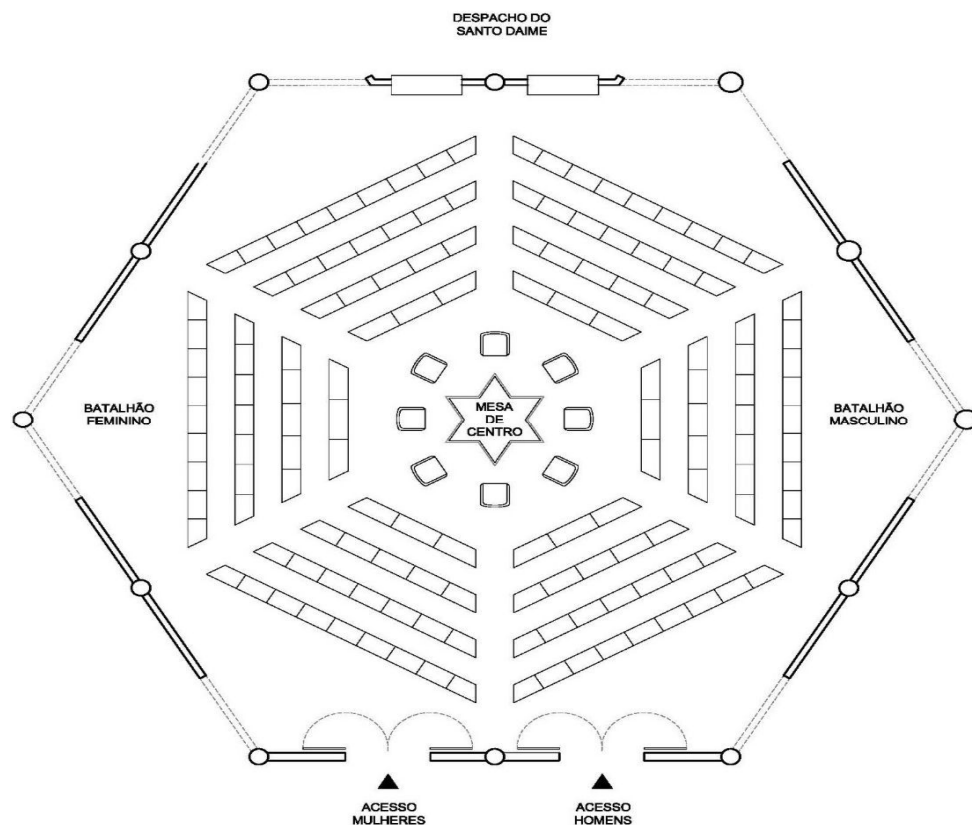 DESPACHO DO
SANTO DAIME
BATALHÃO
FEMININO
MESA
DE
CENTRO
BATALHÃO
MASCULINO
ACESSO
MULHERES
ACESSO
HOMENS